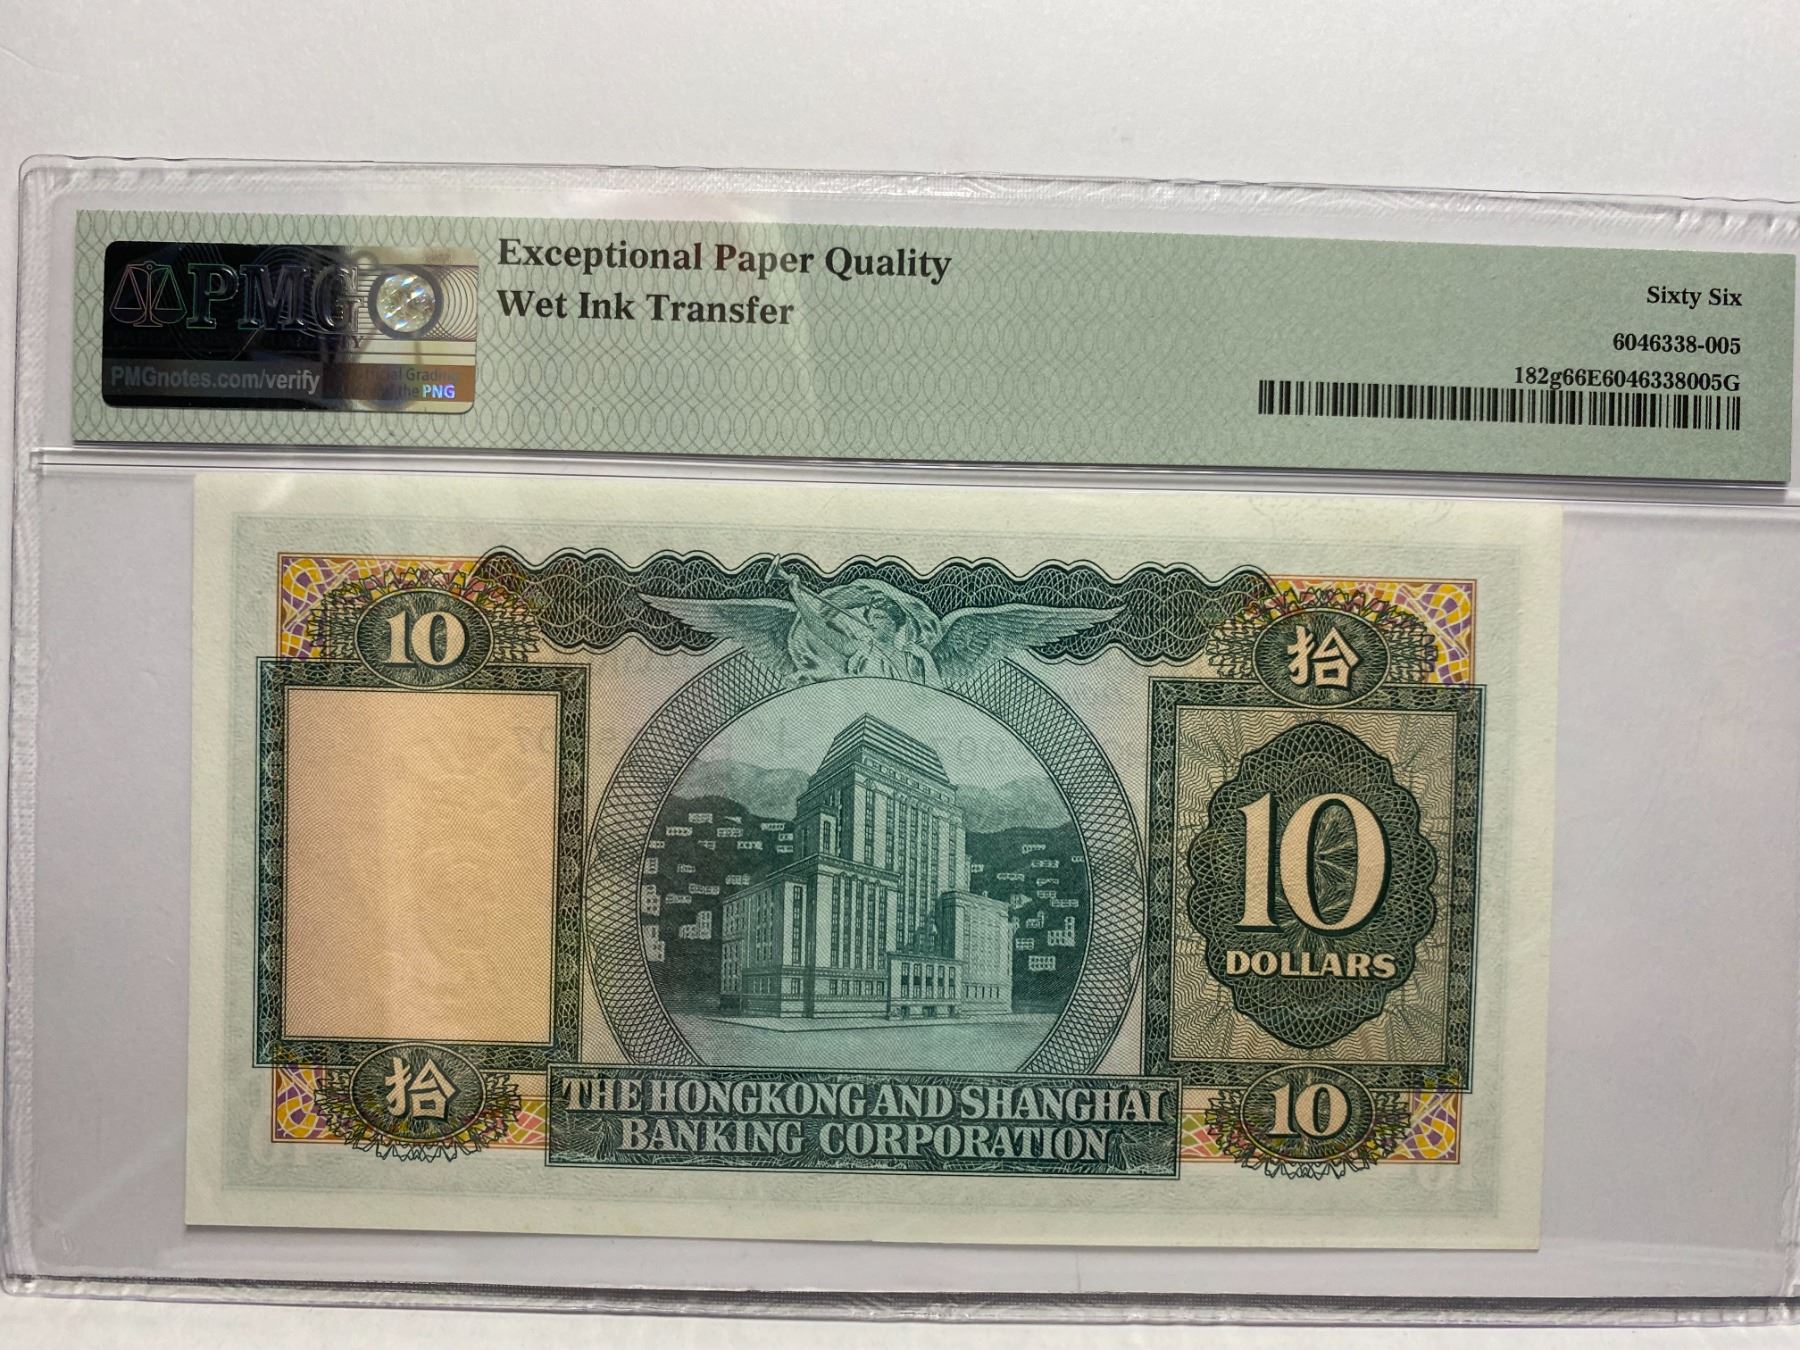 PMG
PMGnotes.com/verify
PNG
Exceptional Paper Quality
Wet Ink Transfer
Sixty Six
6046338-005
182g66E6046338005G
10
拾
10
DOLLARS
拾
10
THE HONGKONG AND SHANGHAI
BANKING CORPORATION